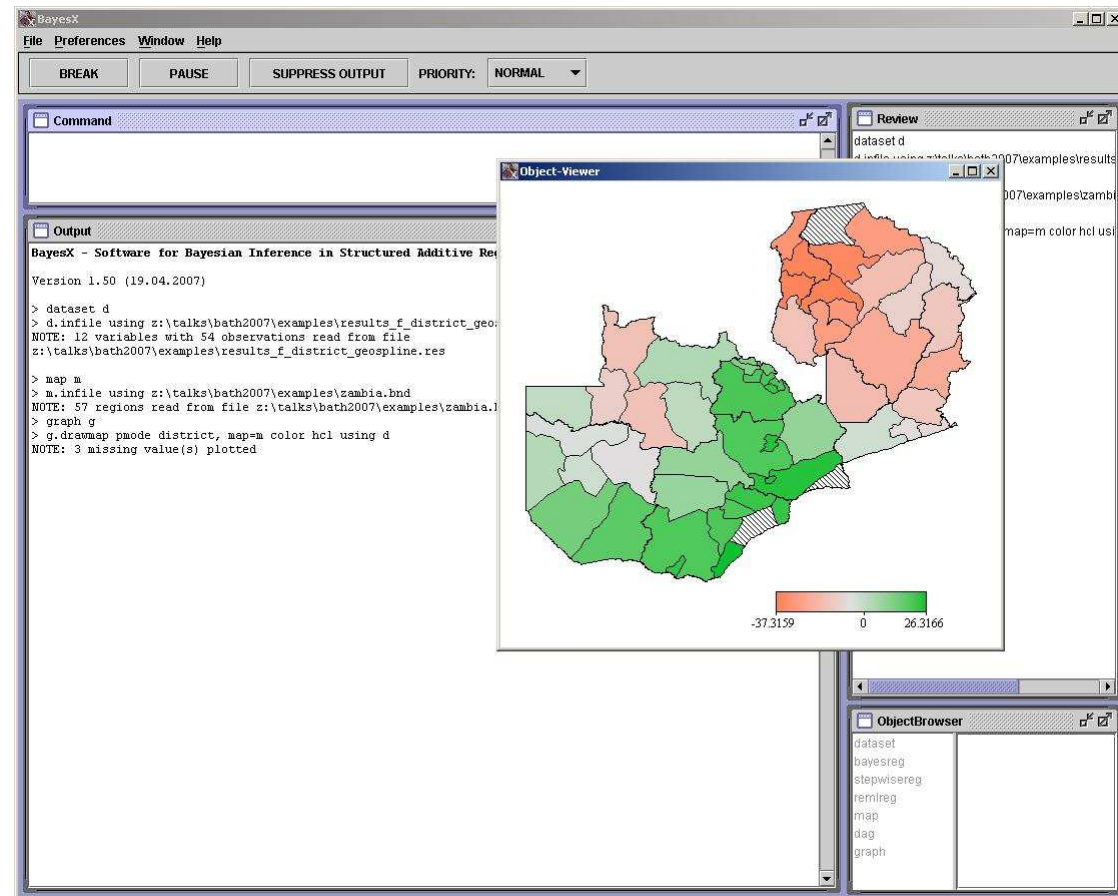 BayesX
File Preferences Window Help
BREAK PAUSE SUPPRESS OUTPUT PRIORITY: NORMAL
Command
Output
BayesX - Software for Bayesian Inference in Structured Additive
Version 1.50 (19.04.2007)
> dataset d
> d.infile using z:\talks\bath2007\examples\results_f_district_geos
NOTE: 12 variables with 54 observations read from file
z:\talks\bath2007\examples\results_f_district_geospline.res
> map m
> m.infile using z:\talks\bath2007\examples\zambia.bnd
NOTE: 57 regions read from file z:\talks\bath2007\examples\zambia.
> graph g
> g.drawmap pmode district, map=m color hcl using d
NOTE: 3 missing value(s) plotted
Object-Viewer
-37.3159 0 26.3166
Review
dataset d
07\examples\results
07\examples\zambi
map=m color hcl usi
ObjectBrowser
dataset
bayesreg
stepwisereg
remlreg
map
dag
graph